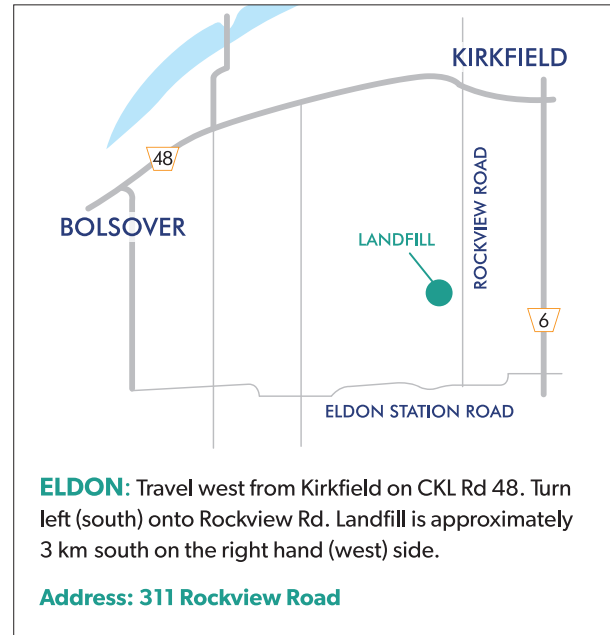 KIRKFIELD
48
ROCKVIEW ROAD
BOLSOVER
LANDFILL
6
ELDON STATION ROAD
ELDON: Travel west from Kirkfield on CKL Rd 48. Turn
left (south) onto Rockview Rd. Landfill is approximately
3 km south on the right hand (west) side.
Address: 311 Rockview Road